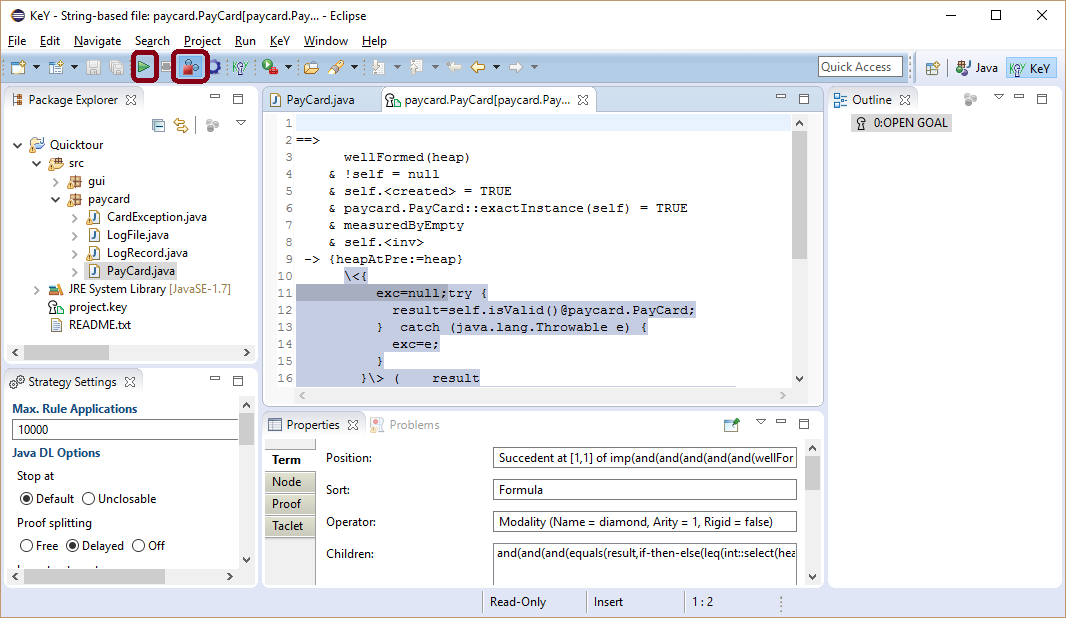 KeY - String-based file: paycard.PayCard[paycard.Pay... - Eclipse
File Edit Navigate Search Project Run KeY Window Help
Quick Access Java KeY
Package Explorer
Quicktour
src
gui
paycard
CardException.java
LogFile.java
LogRecord.java
PayCard.java
JRE System Library [JavaSE-1.7]
project.key
README.txt
Strategy Settings
Max. Rule Applications
10000
Java DL Options
Stop at
Default Unclosable
Proof splitting
Free Delayed Off
PayCard.java paycard.PayCard[paycard.Pay...
1
2 ==>
3 wellFormed(heap)
4 & !self = null
5 & self.<created> = TRUE
6 & paycard.PayCard::exactInstance(self) = TRUE
7 & measuredByEmpty
8 & self.<inv>
9 -> {heapAtPre:=heap}
10 \<{
11 exc=null;try {
12 result=self.isValid()@paycard.PayCard;
13 } catch (java.lang.Throwable e) {
14 exc=e;
15 }
16 }\> ( result
Properties Problems
Term
Node
Proof
Taclet
Position: Succedent at [1,1] of imp(and(and(and(and(and(wellFor
Sort: Formula
Operator: Modality (Name = diamond, Arity = 1, Rigid = false)
Children: and(and(and(equals(result,if-then-else(leq(int::select(hea
Outline
0:OPEN GOAL
Read-Only Insert 1 : 2